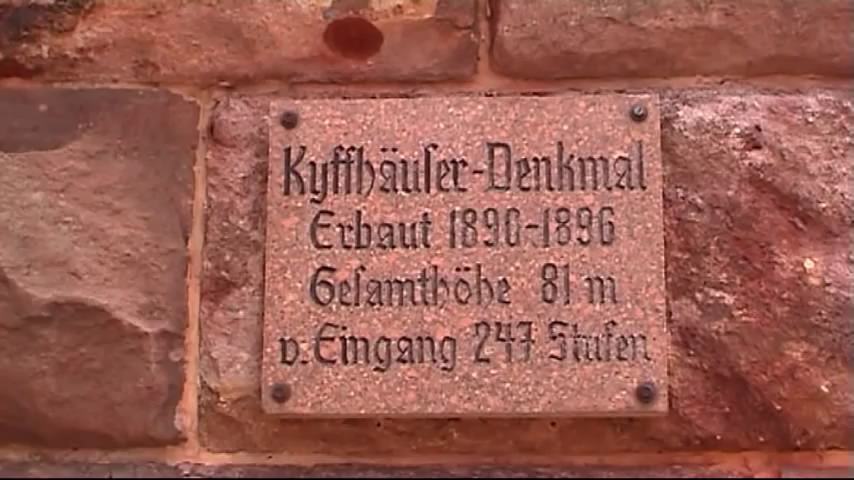 Kyffhäuser-Denkmal
Erbaut 1890-1896
Gesamthöhe 81 m
v. Eingang 247 Stufen